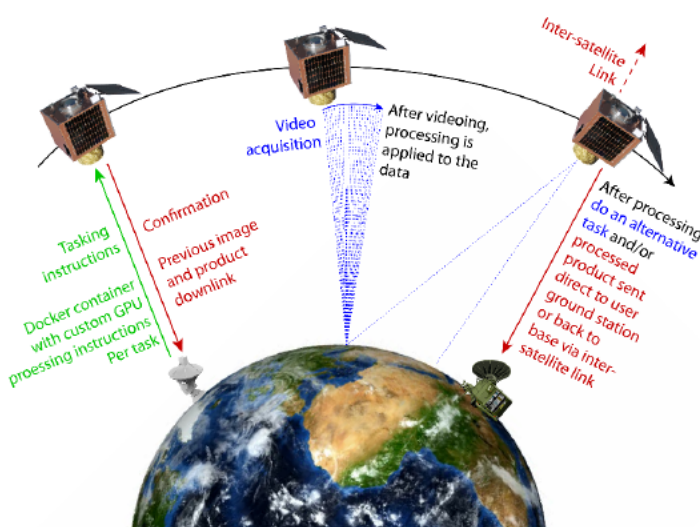 Tasking
instructions
Docker container
with custom GPU
proessing instructions
Per task
Confirmation
Previous image
and product
downlink
Video
acquisition
After videoing,
processing is
applied to the
data
Inter-satellite
Link
After processing
do an alternative
task and/or
processed
product sent
direct to user
ground station
or back to
base via inter-
satellite link